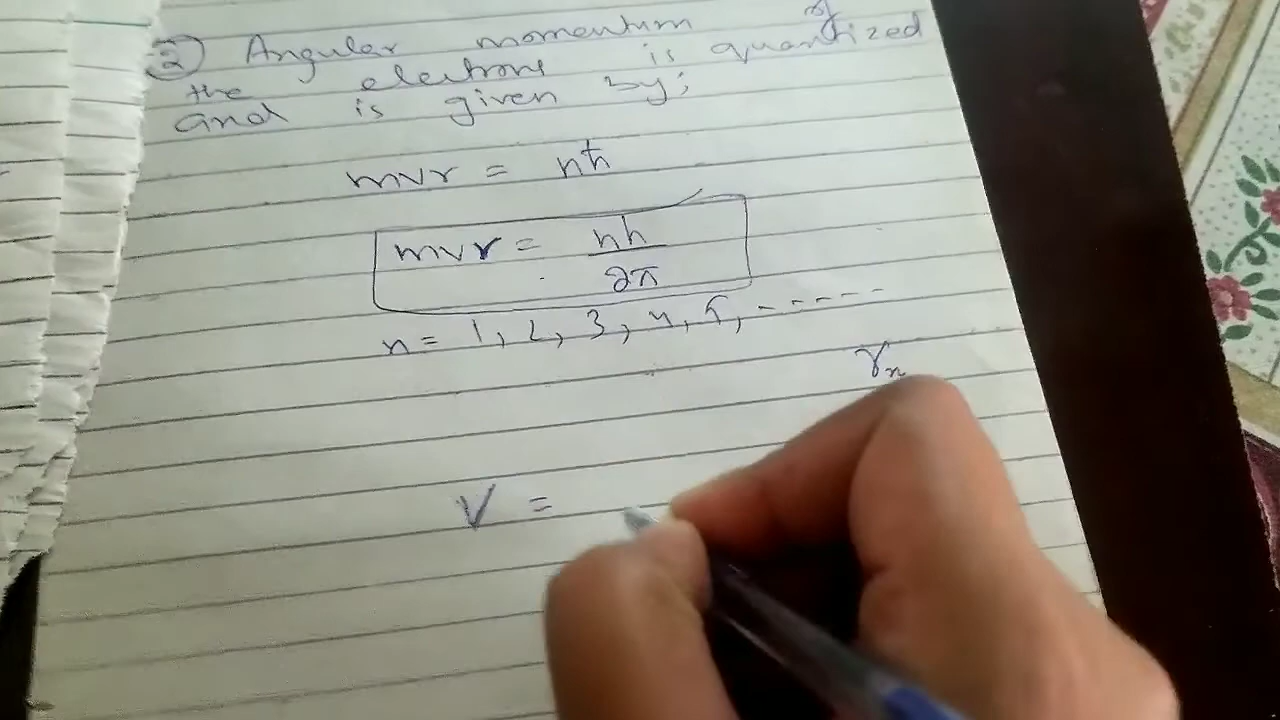 2) Angular momentum of
the electrons is quantized
and is given by;
mvr = nħ
mvr = nh / 2π
n = 1, 2, 3, 4, 5, ------
rₙ
V =